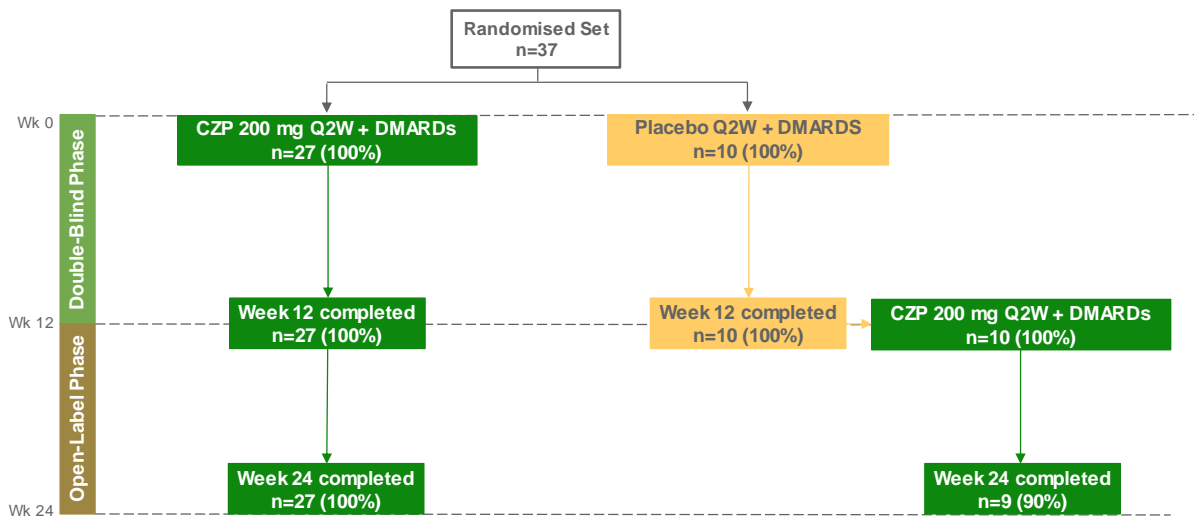 Randomised Set
n=37
Wk 0
CZP 200 mg Q2W + DMARDs
n=27 (100%)
Placebo Q2W + DMARDS
n=10 (100%)
Double-Blind Phase
Week 12 completed
n=27 (100%)
Week 12 completed
n=10 (100%)
CZP 200 mg Q2W + DMARDs
n=10 (100%)
Wk 12
Open-Label Phase
Week 24 completed
n=27 (100%)
Week 24 completed
n=9 (90%)
Wk 24